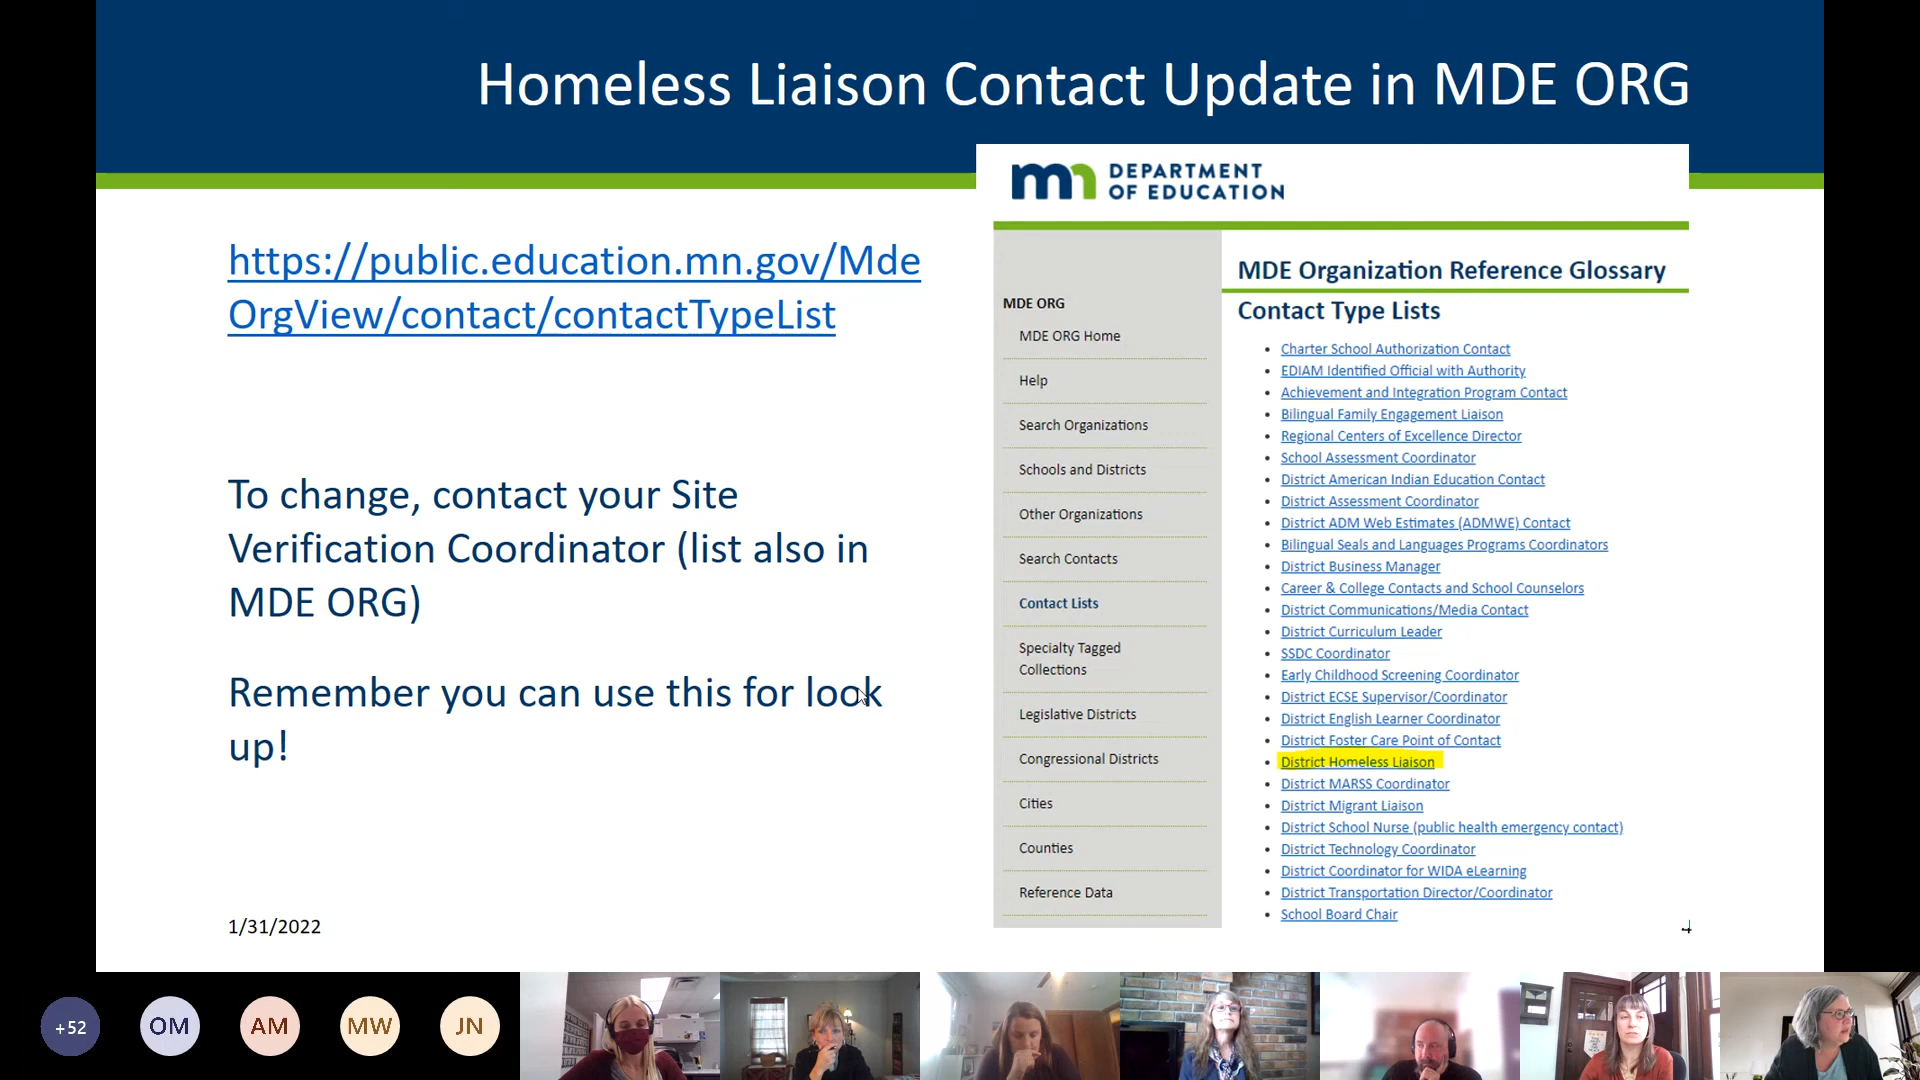 Homeless Liaison Contact Update in MDE ORG
https://public.education.mn.gov/Mde
OrgView/contact/contactTypeList
To change, contact your Site
Verification Coordinator (list also in
MDE ORG)
Remember you can use this for look
up!
1/31/2022
mn DEPARTMENT
OF EDUCATION
MDE ORG
MDE ORG Home
Help
Search Organizations
Schools and Districts
Other Organizations
Search Contacts
Contact Lists
Specialty Tagged
Collections
Legislative Districts
Congressional Districts
Cities
Counties
Reference Data
MDE Organization Reference Glossary
Contact Type Lists
Charter School Authorization Contact
EDIAM Identified Official with Authority
Achievement and Integration Program Contact
Bilingual Family Engagement Liaison
Regional Centers of Excellence Director
School Assessment Coordinator
District American Indian Education Contact
District Assessment Coordinator
District ADM Web Estimates (ADMWE) Contact
Bilingual Seals and Languages Programs Coordinators
District Business Manager
Career & College Contacts and School Counselors
District Communications/Media Contact
District Curriculum Leader
SSDC Coordinator
Early Childhood Screening Coordinator
District ECSE Supervisor/Coordinator
District English Learner Coordinator
District Foster Care Point of Contact
District Homeless Liaison
District MARSS Coordinator
District Migrant Liaison
District School Nurse (public health emergency contact)
District Technology Coordinator
District Coordinator for WIDA eLearning
District Transportation Director/Coordinator
School Board Chair
4
+52
OM
AM
MW
JN